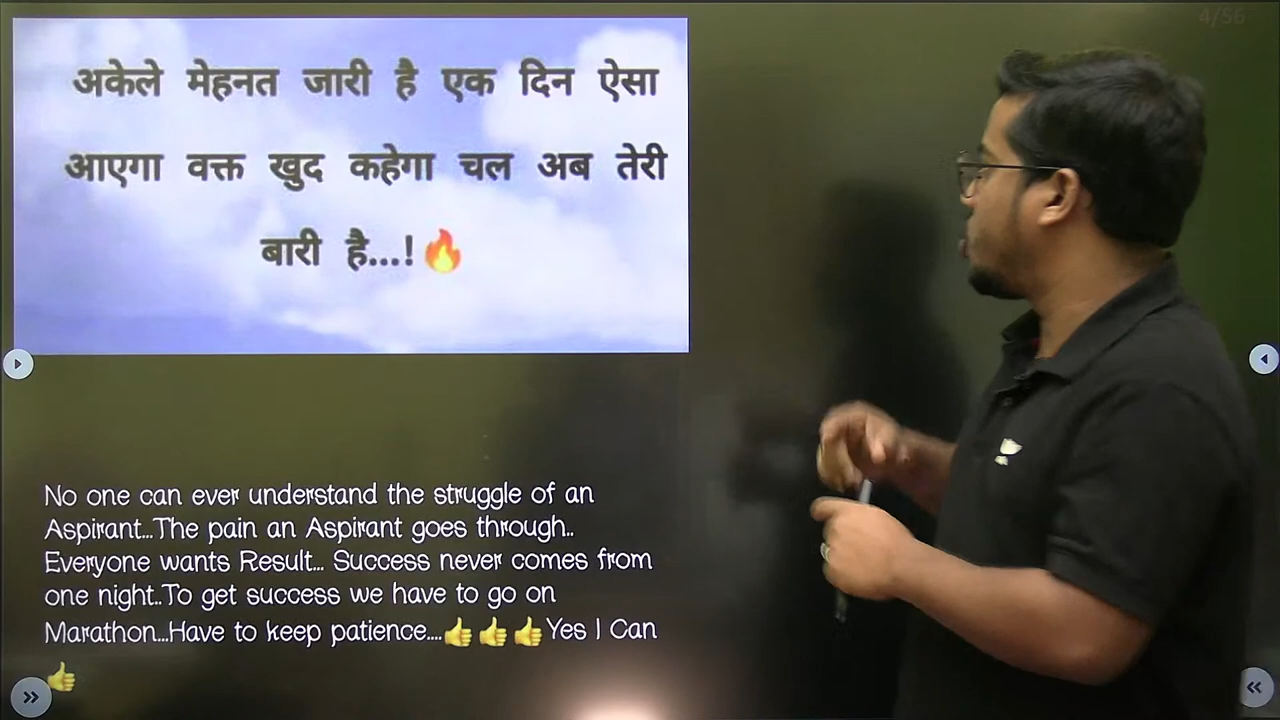 4/56
अकेले मेहनत जारी है एक दिन ऐसा
आएगा वक्त खुद कहेगा चल अब तेरी
बारी है...!🔥
No one can ever understand the struggle of an
Aspirant...The pain an Aspirant goes through..
Everyone wants Result... Success never comes from
one night..To get success we have to go on
Marathon...Have to keep patience....👍👍👍Yes I Can
👍